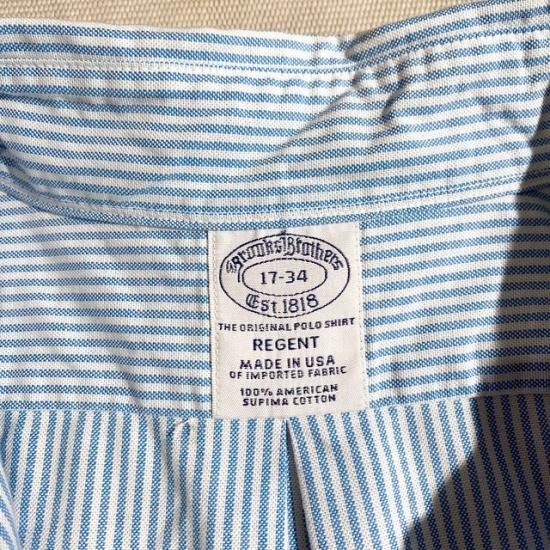 Brooks Brothers
17-34
Est. 1818
THE ORIGINAL POLO SHIRT
REGENT
MADE IN USA
OF IMPORTED FABRIC
100% AMERICAN
SUPIMA COTTON